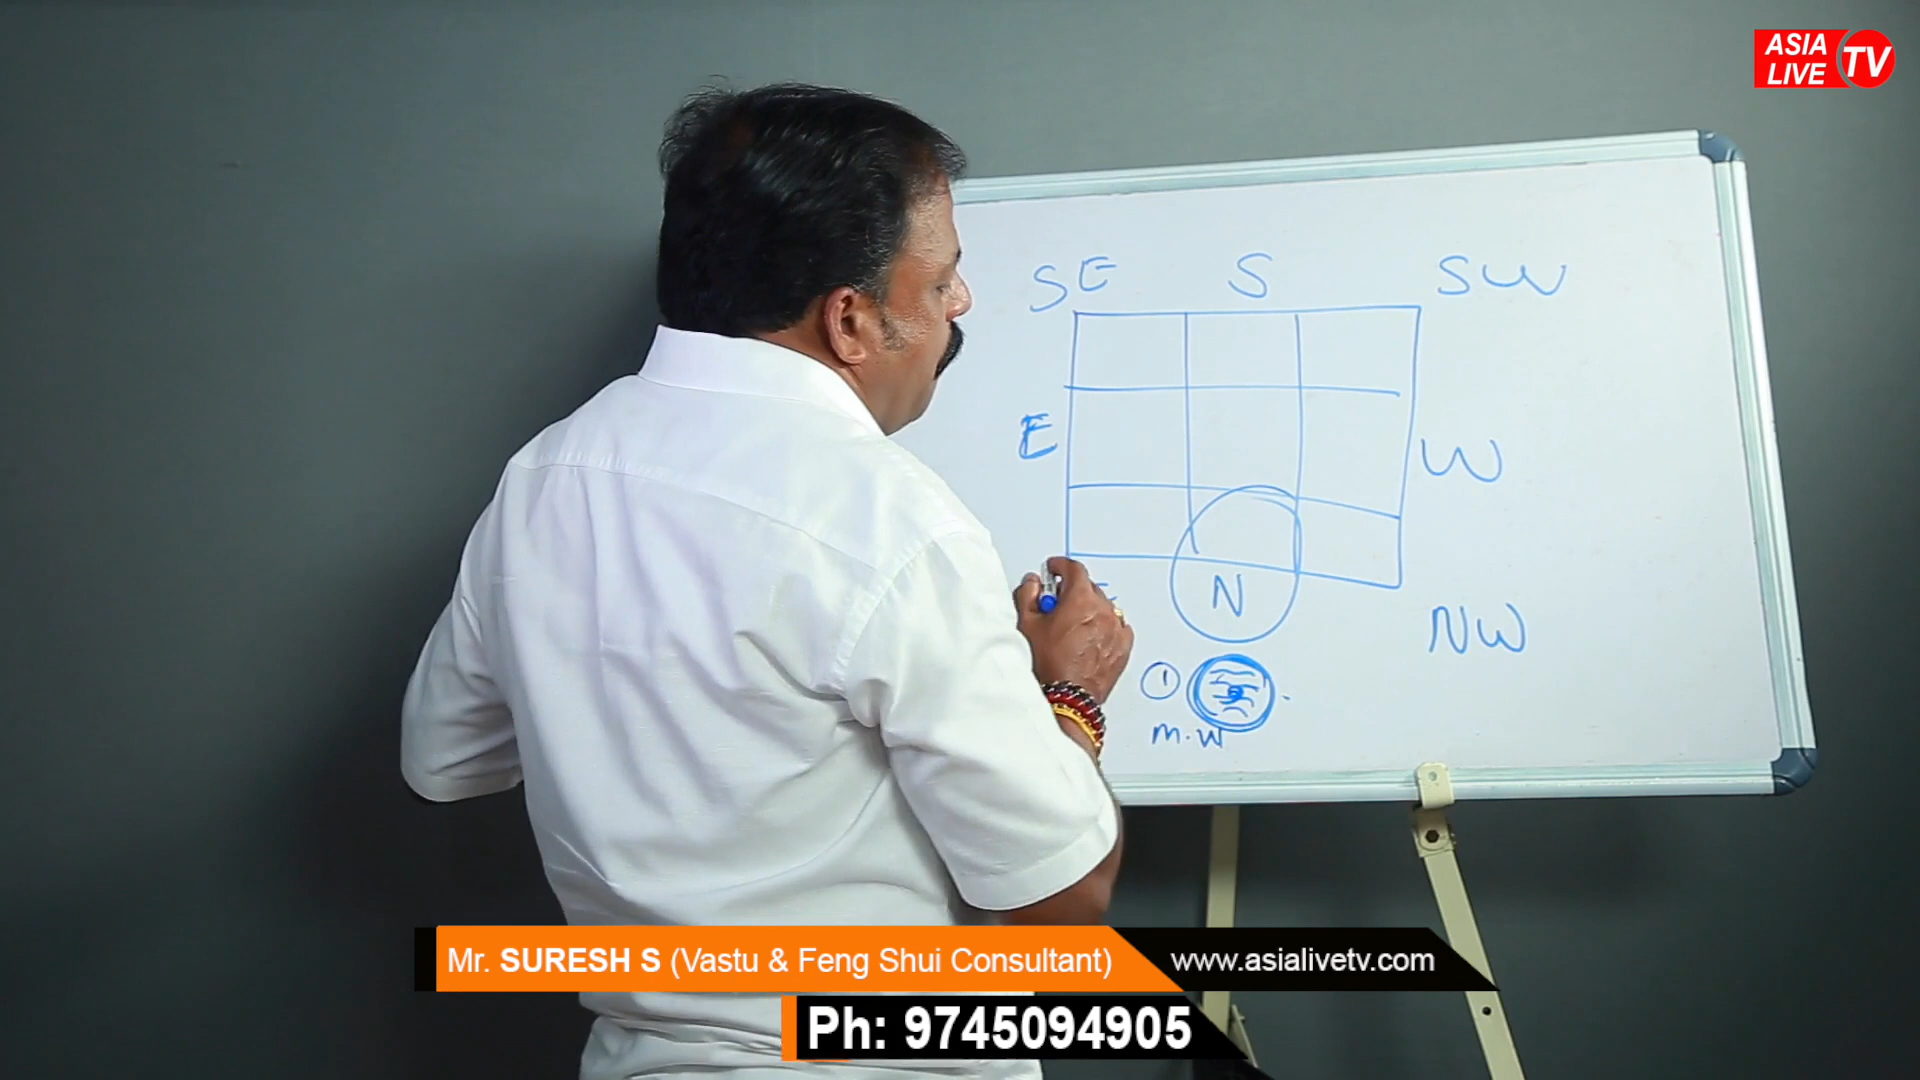 ASIA
LIVE TV
SE S SW
E W
N
NW
1
m.w
Mr. SURESH S (Vastu & Feng Shui Consultant) www.asialivetv.com
Ph: 9745094905